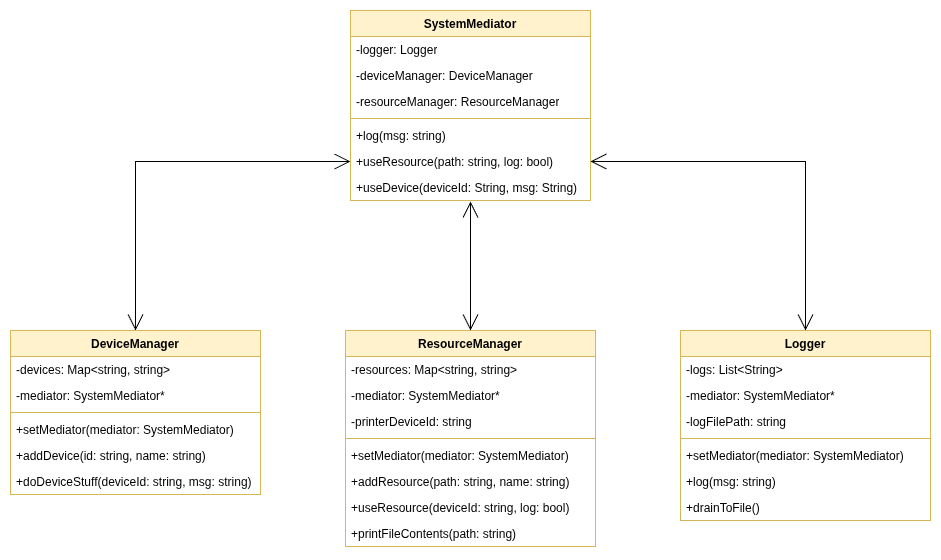 SystemMediator
-logger: Logger
-deviceManager: DeviceManager
-resourceManager: ResourceManager
+log(msg: string)
+useResource(path: string, log: bool)
+useDevice(deviceId: String, msg: String)
DeviceManager
-devices: Map<string, string>
-mediator: SystemMediator*
+setMediator(mediator: SystemMediator)
+addDevice(id: string, name: string)
+doDeviceStuff(deviceId: string, msg: string)
ResourceManager
-resources: Map<string, string>
-mediator: SystemMediator*
-printerDeviceId: string
+setMediator(mediator: SystemMediator)
+addResource(path: string, name: string)
+useResource(deviceId: string, log: bool)
+printFileContents(path: string)
Logger
-logs: List<String>
-mediator: SystemMediator*
-logFilePath: string
+setMediator(mediator: SystemMediator)
+log(msg: string)
+drainToFile()